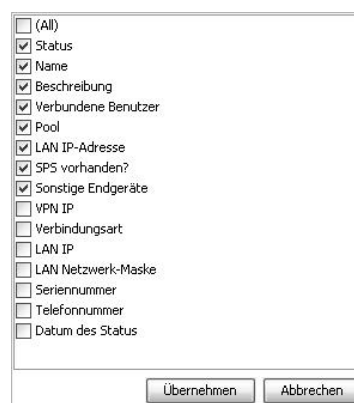 (All)
Status
Name
Beschreibung
Verbundene Benutzer
Pool
LAN IP-Adresse
SPS vorhanden?
Sonstige Endgeräte
VPN IP
Verbindungsart
LAN IP
LAN Netzwerk-Maske
Seriennummer
Telefonnummer
Datum des Status
Übernehmen Abbrechen